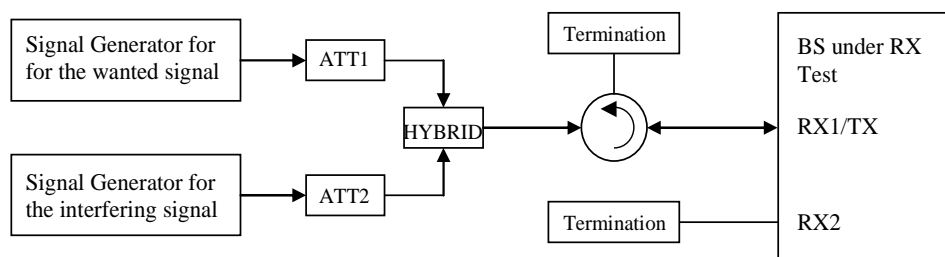 Signal Generator for
for the wanted signal
ATT1
Termination
BS under RX
Test
HYBRID
RX1/TX
Signal Generator for
the interfering signal
ATT2
Termination
RX2